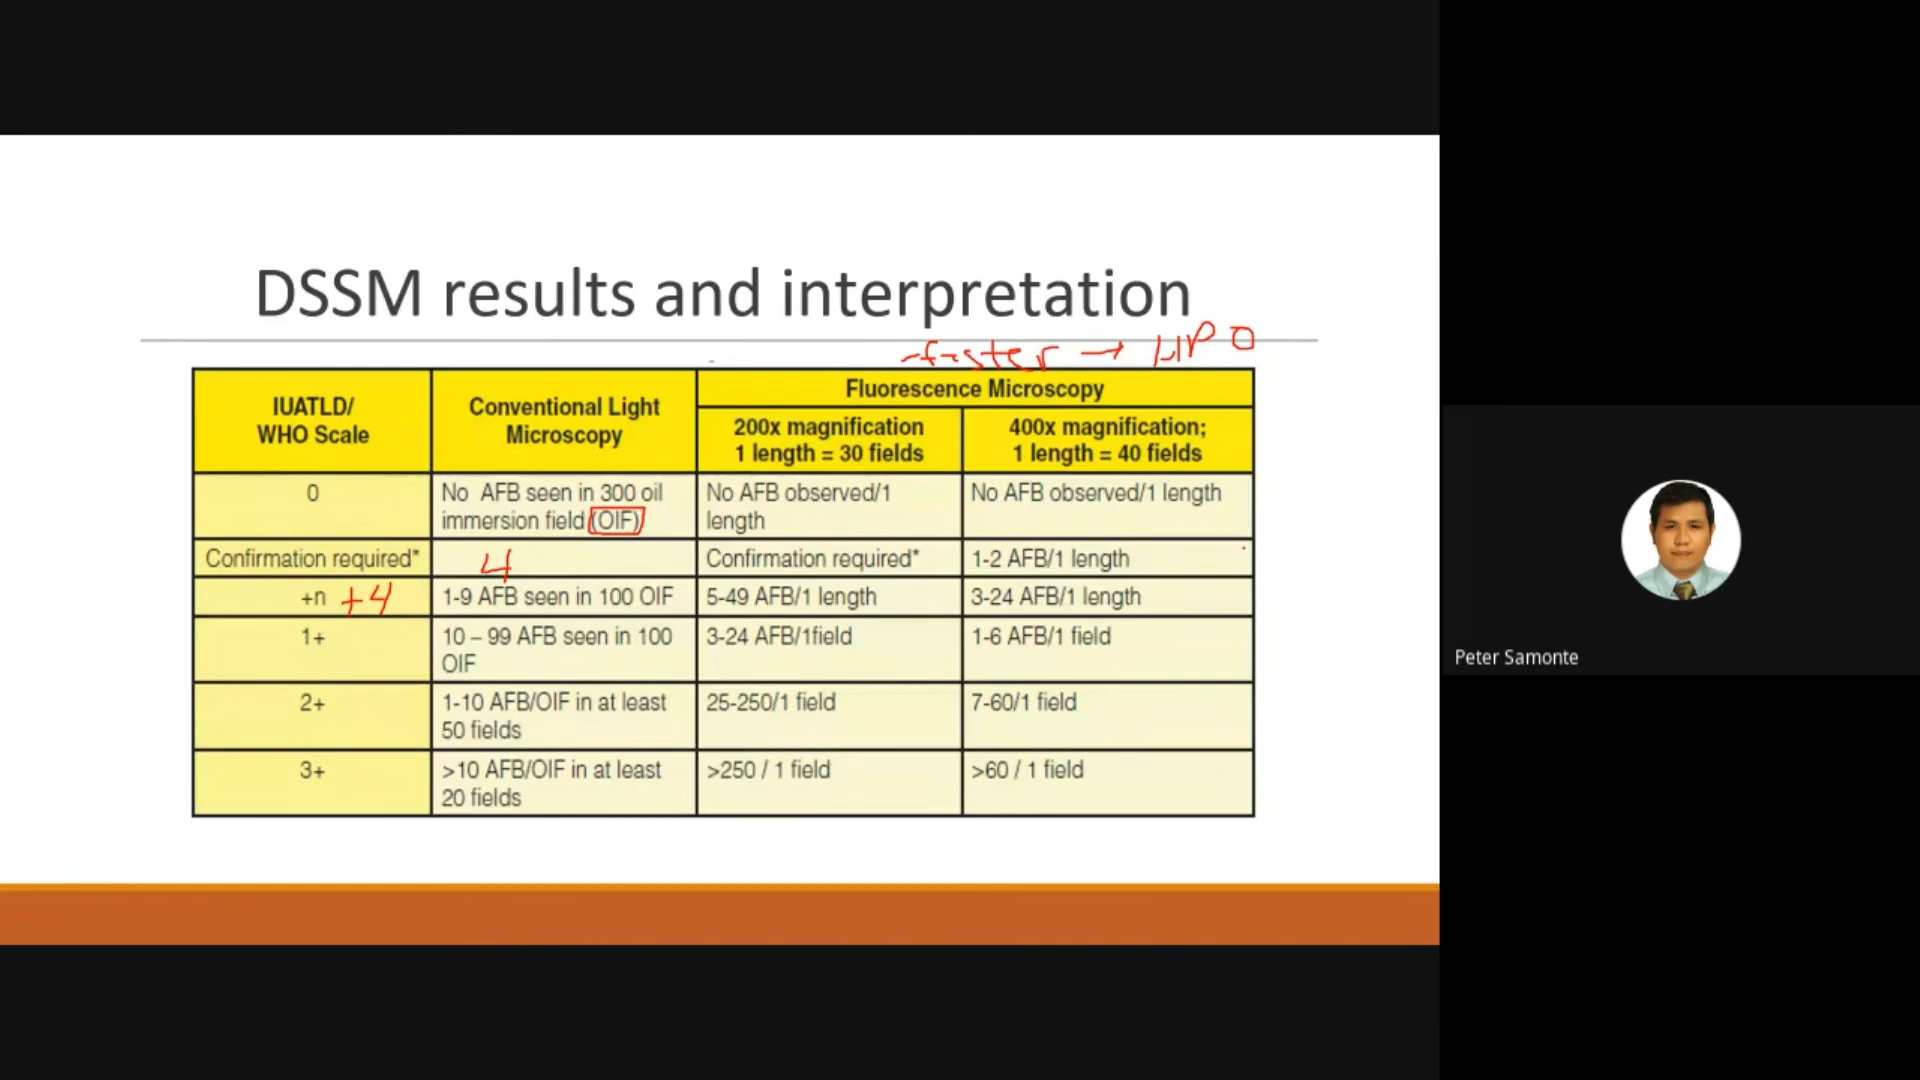 DSSM results and interpretation
-faster → HPO
IUATLD/
WHO Scale
Conventional Light
Microscopy
Fluorescence Microscopy
200x magnification
1 length = 30 fields
400x magnification;
1 length = 40 fields
0
No AFB seen in 300 oil
immersion field (OIF)
No AFB observed/1
length
No AFB observed/1 length
Confirmation required*
4
Confirmation required*
1-2 AFB/1 length
+n +4
1-9 AFB seen in 100 OIF
5-49 AFB/1 length
3-24 AFB/1 length
1+
10 – 99 AFB seen in 100
OIF
3-24 AFB/1field
1-6 AFB/1 field
2+
1-10 AFB/OIF in at least
50 fields
25-250/1 field
7-60/1 field
3+
>10 AFB/OIF in at least
20 fields
>250 / 1 field
>60 / 1 field
Peter Samonte